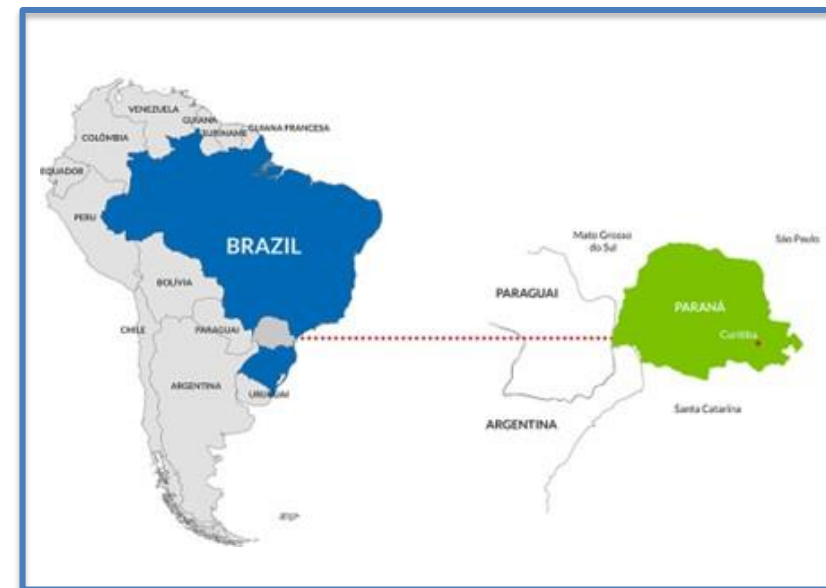 VENEZUELA
GUIANA
SURINAME
GUIANA FRANCESA
COLÔMBIA
EQUADOR
PERU
BRAZIL
BOLÍVIA
CHILE
PARAGUAI
ARGENTINA
URUGUAI
Mato Grosso
do Sul
São Paulo
PARAGUAI
PARANÁ
Curitiba
ARGENTINA
Santa Catarina